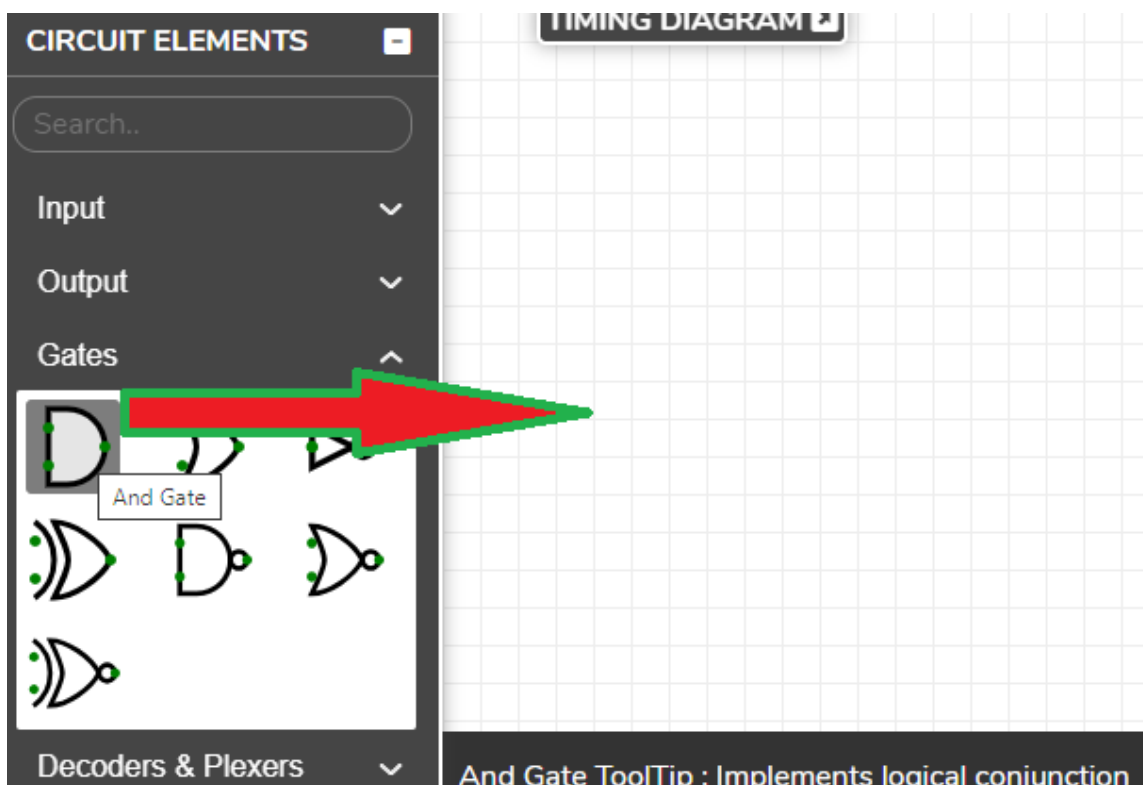 CIRCUIT ELEMENTS
TIMING DIAGRAM
Search..
Input
Output
Gates
And Gate
Decoders & Plexers
And Gate ToolTip : Implements logical conjunction